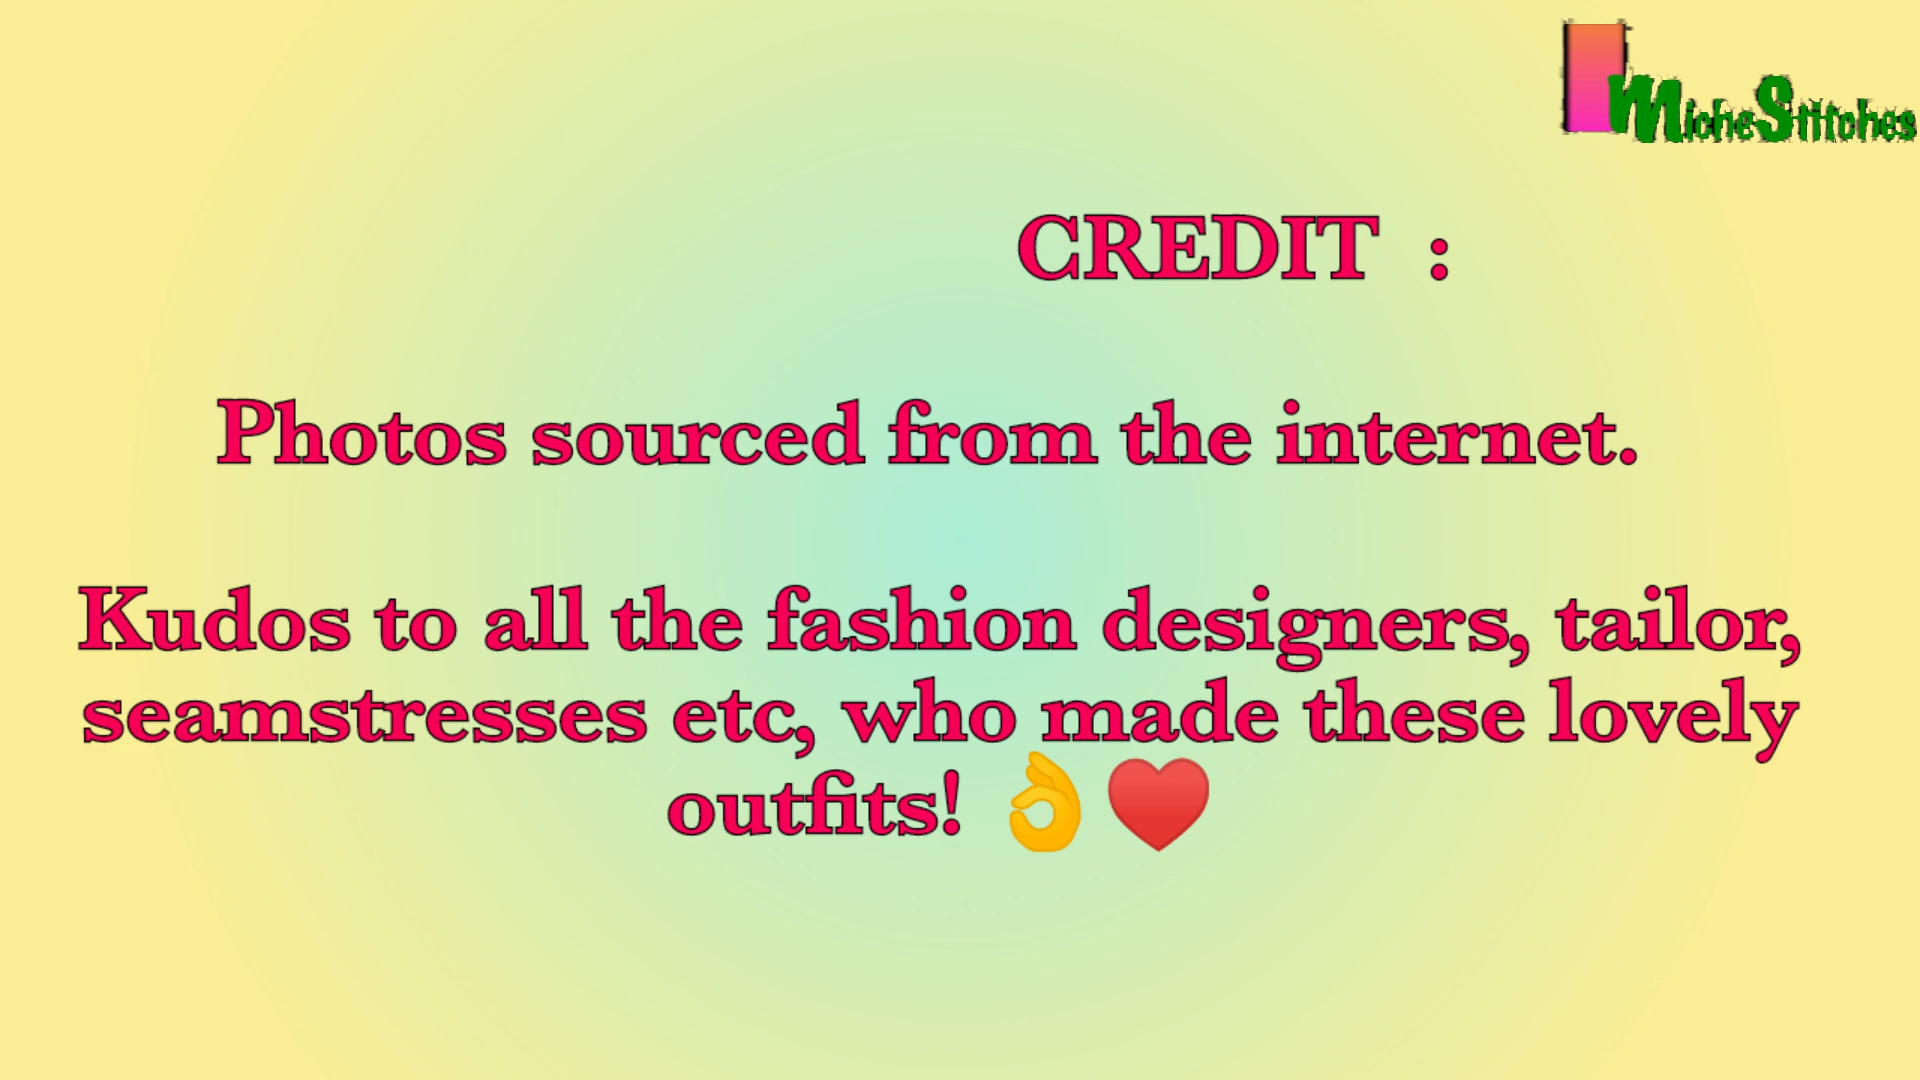 MicheStitches
CREDIT :
Photos sourced from the internet.
Kudos to all the fashion designers, tailor,
seamstresses etc, who made these lovely
outfits! 👌❤️